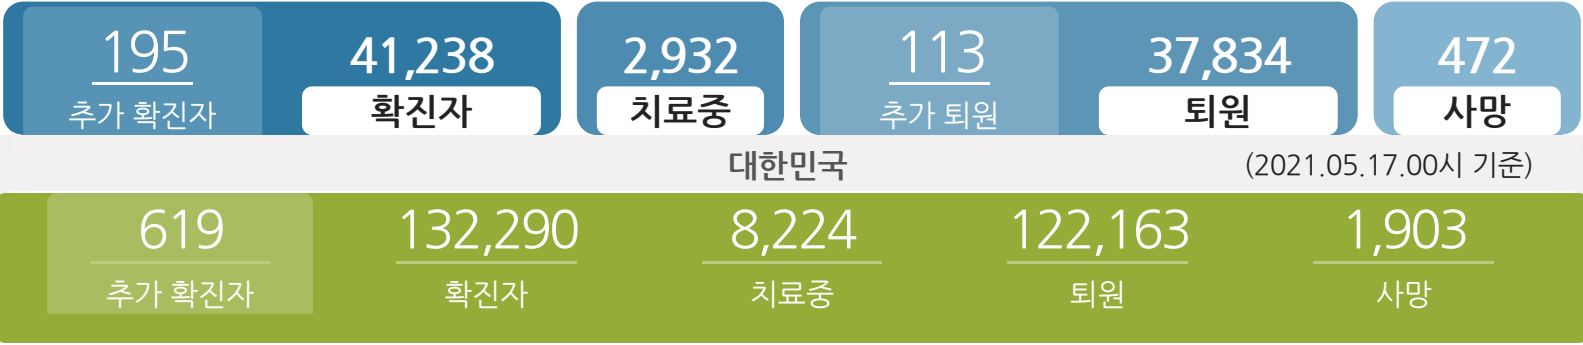 195 41,238 2,932 113 37,834 472
추가 확진자 확진자 치료중 추가 퇴원 퇴원 사망
대한민국 (2021.05.17.00시 기준)
619 132,290 8,224 122,163 1,903
추가 확진자 확진자 치료중 퇴원 사망